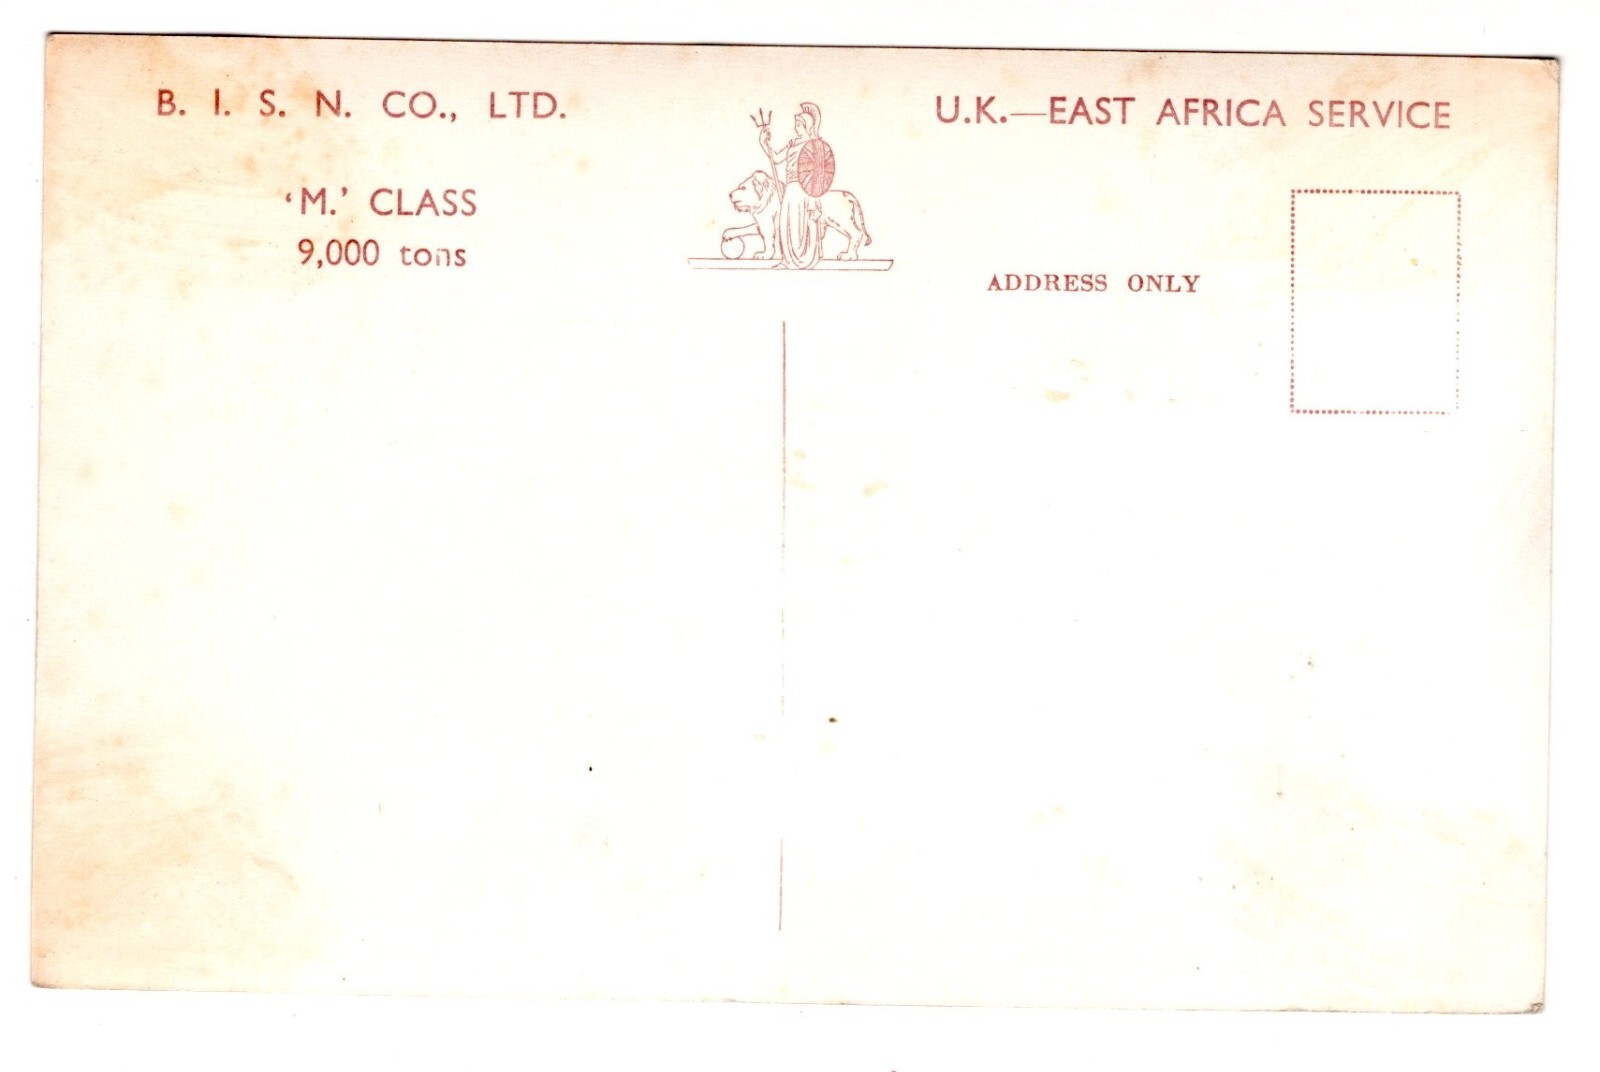 B. I. S. N. CO., LTD.
'M.' CLASS
9,000 tons
U.K.—EAST AFRICA SERVICE
ADDRESS ONLY